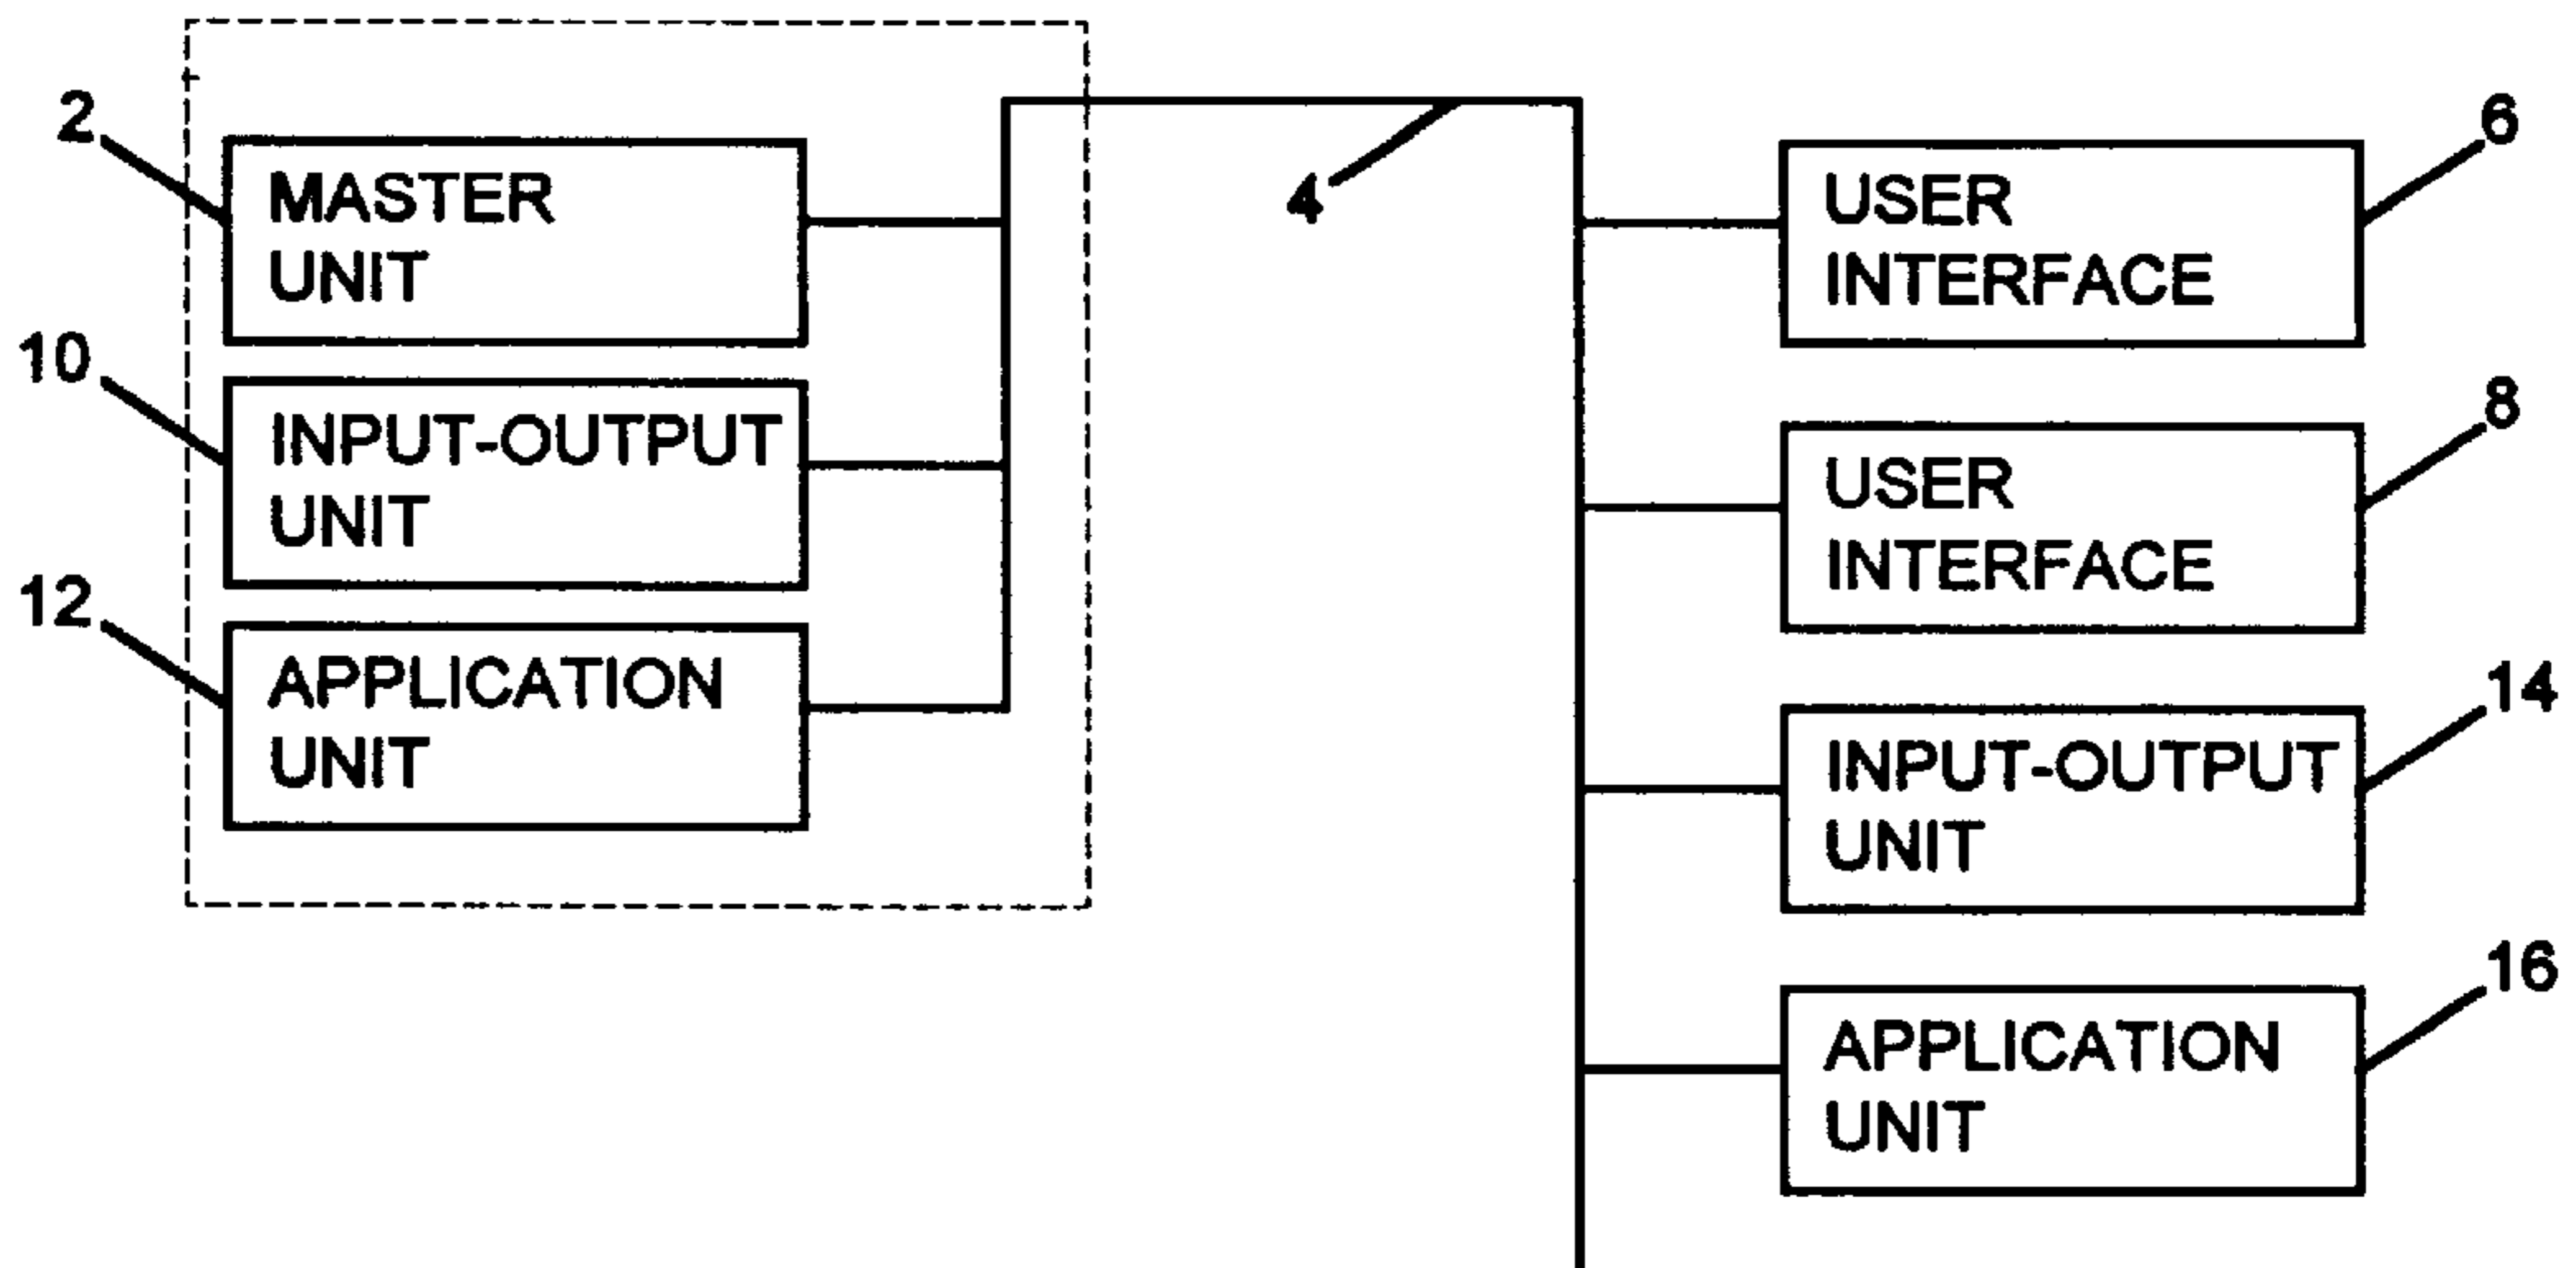 2
MASTER
UNIT
10
INPUT-OUTPUT
UNIT
12
APPLICATION
UNIT
4
6
USER
INTERFACE
8
USER
INTERFACE
14
INPUT-OUTPUT
UNIT
16
APPLICATION
UNIT